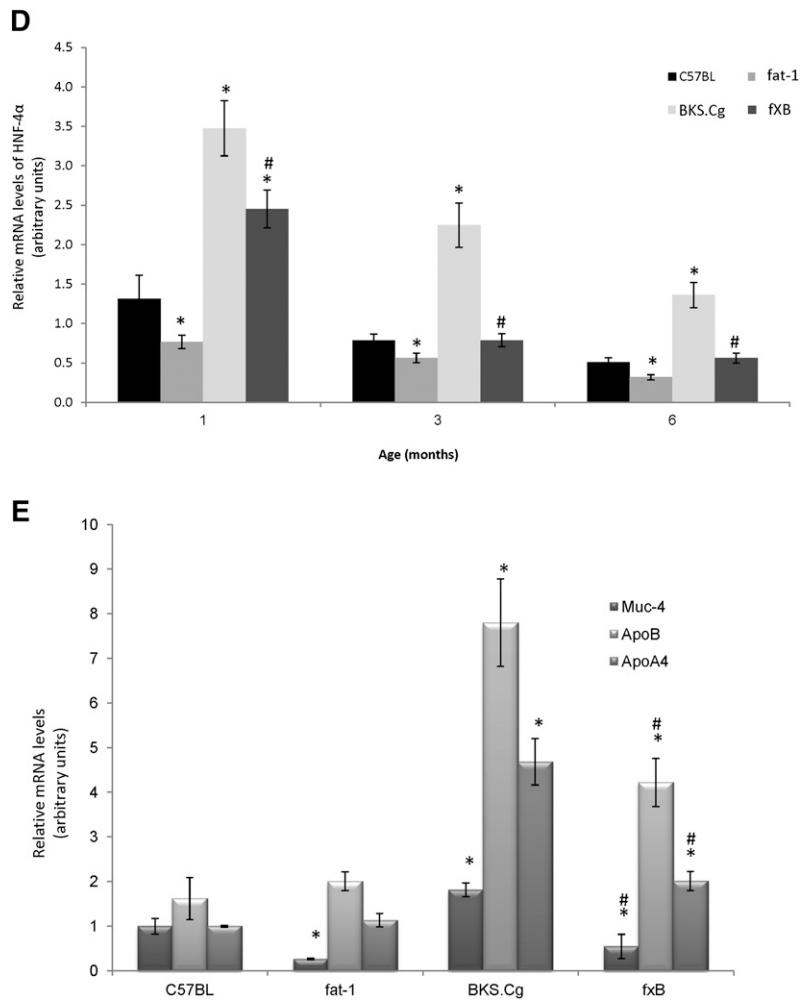 D
Relative mRNA levels of HNF-4α
(arbitrary units)
4.5
4.0
3.5
3.0
2.5
2.0
1.5
1.0
0.5
0.0
C57BL fat-1
BKS.Cg fXB
*
*
#
*
*
*
#
*
*
#
1 3 6
Age (months)
E
Relative mRNA levels
(arbitrary units)
10
9
8
7
6
5
4
3
2
1
0
Muc-4
ApoB
ApoA4
*
*
*
*
#
*
#
*
#
*
C57BL fat-1 BKS.Cg fxB